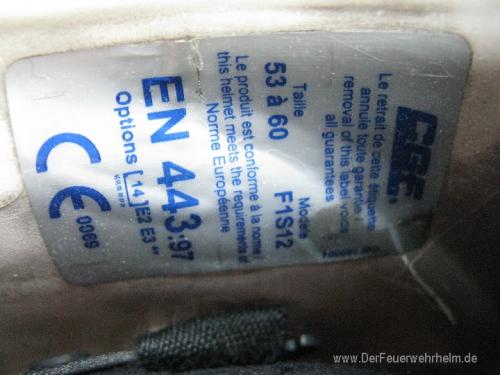 CGF
Le retrait de cette étiquette
annule toute garantie
removal of this label voids
all guarantees
Taille Modèle
53 à 60 F1S12
Le produit est conforme à la norme
this helmet meets the requirements of
Norme Européenne
EN 443:97
Options [14] E2 E3
CE 0069
www.DerFeuerwehrhelm.de